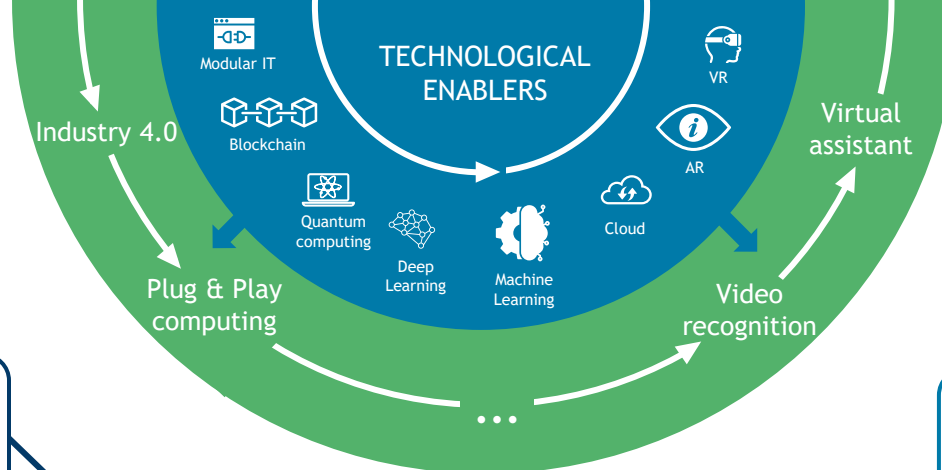 TECHNOLOGICAL
ENABLERS
Modular IT
VR
Blockchain
AR
Quantum
computing
Deep
Learning
Machine
Learning
Cloud
Industry 4.0
Plug & Play
computing
...
Video
recognition
Virtual
assistant